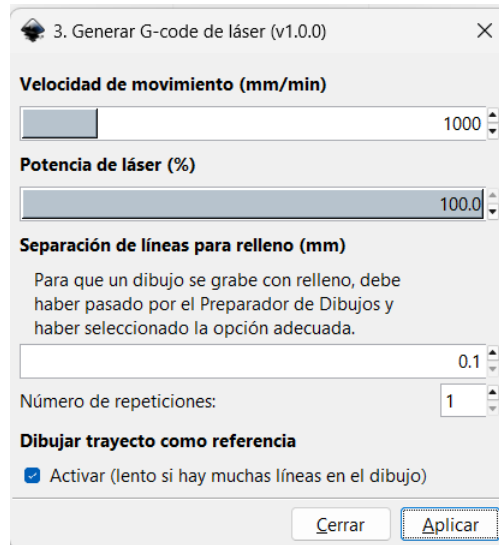 3. Generar G-code de láser (v1.0.0)
Velocidad de movimiento (mm/min)
1000
Potencia de láser (%)
100.0
Separación de líneas para relleno (mm)
Para que un dibujo se grabe con relleno, debe
haber pasado por el Preparador de Dibujos y
haber seleccionado la opción adecuada.
0.1
Número de repeticiones: 1
Dibujar trayecto como referencia
Activar (lento si hay muchas líneas en el dibujo)
Cerrar Aplicar